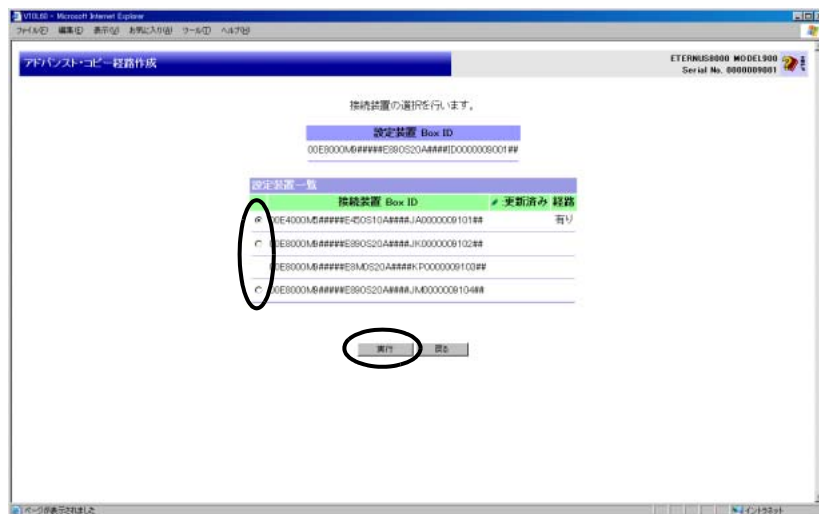 V10L60 - Microsoft Internet Explorer
ファイル(F) 編集(E) 表示(V) お気に入り(A) ツール(T) ヘルプ(H)
アドバンスト・コピー経路作成
ETERNUS8000 MODEL900
Serial No. 0000009001
接続装置の選択を行います。
設定装置 Box ID
00E8000M9#####E890S20A####ID0000009001##
設定装置一覧
接続装置 Box ID :更新済み 経路
00E4000M5#####E450S10A####JA0000009101## 有り
00E8000M9#####E890S20A####JK0000009102##
00E8000M9#####E8M0S20A####KP0000009103##
00E8000M9#####E890S20A####JM0000009104##
実行 戻る
ページが表示されました
イントラネット